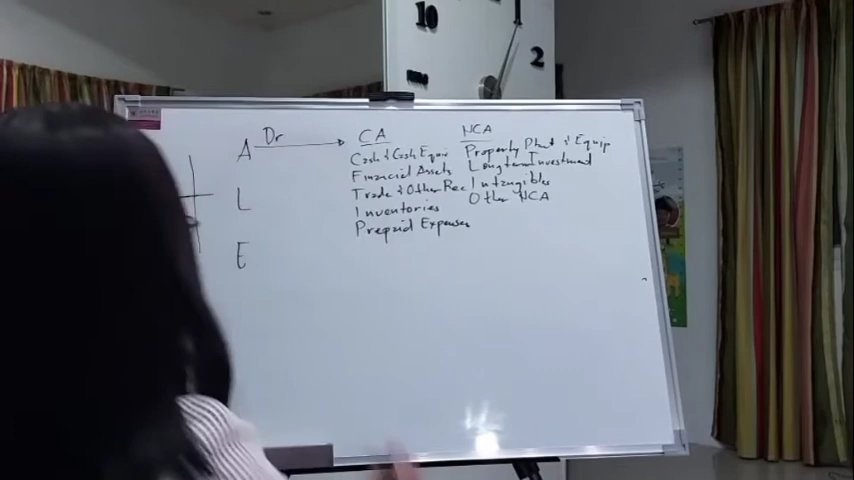 10
2
A Dr CA NCA
Cash & Cash Equi Property Plant & Equip
Financial Assets Long term Investment
Trade & Other Rec Intangibles
L Inventories Other NCA
Prepaid Expenses
E